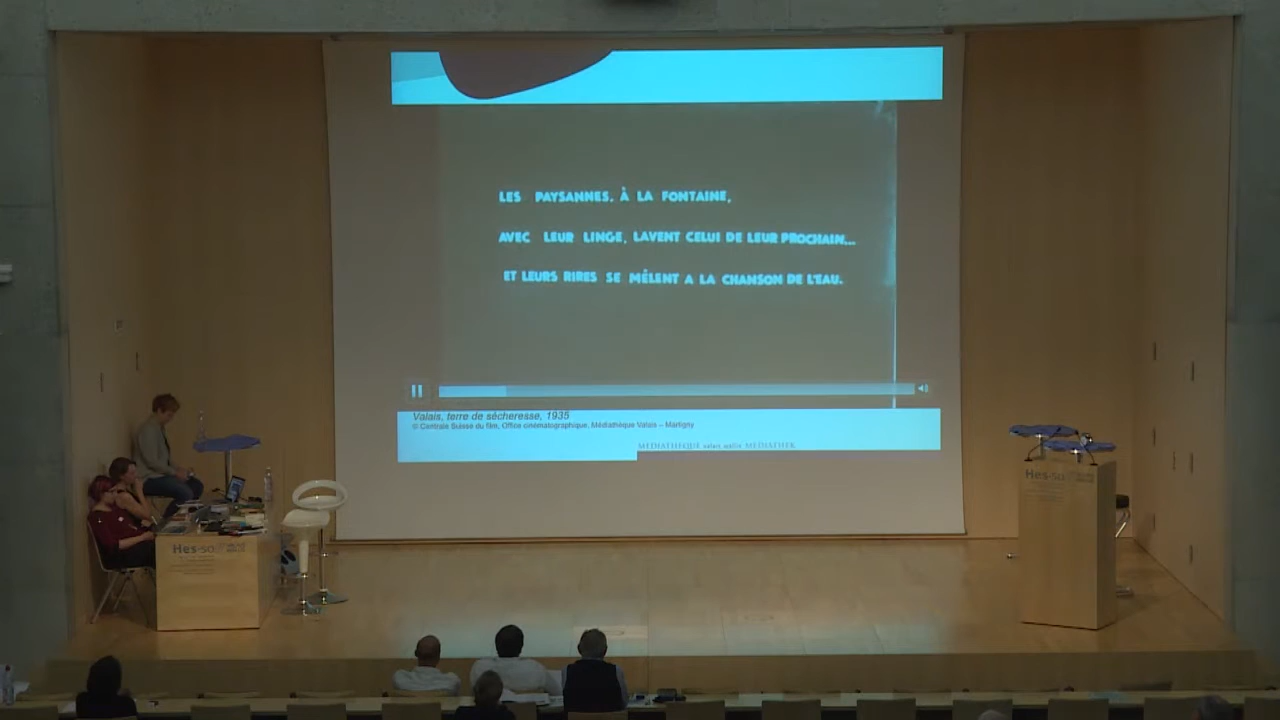 LES PAYSANNES, À LA FONTAINE,
AVEC LEUR LINGE, LAVENT CELUI DE LEUR PROCHAIN...
ET LEURS RIRES SE MÊLENT A LA CHANSON DE L'EAU.
Valais, terre de sécheresse, 1935
© Centrale Suisse du film, Office cinématographique, Médiathèque Valais – Martigny
MEDIATHEQUE valais wallis MEDIATHEK
Hes-so
Hes-so